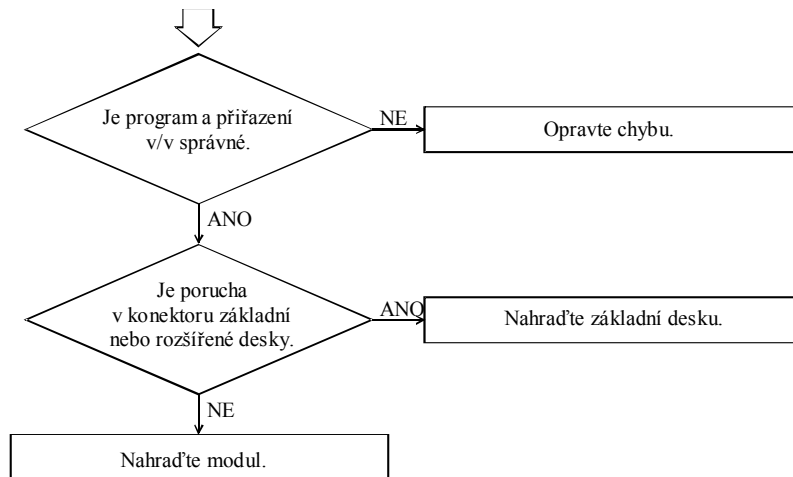 Je program a přiřazení
v/v správné.
NE
Opravte chybu.
ANO
Je porucha
v konektoru základní
nebo rozšířené desky.
ANO
Nahraďte základní desku.
NE
Nahraďte modul.